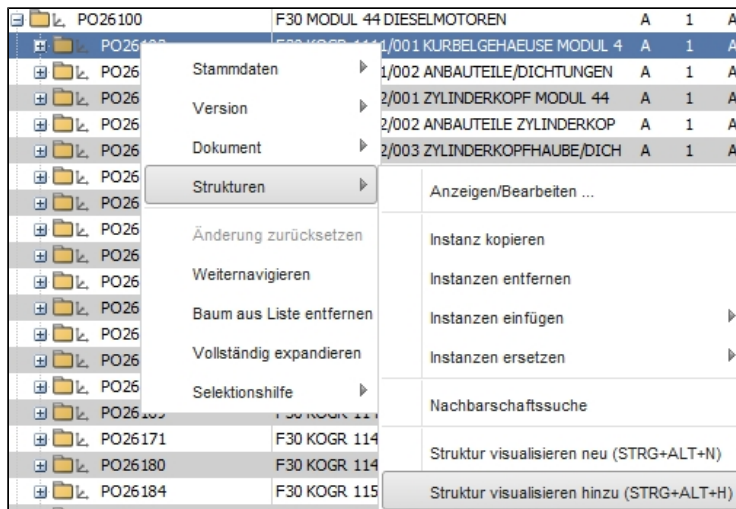 PO26100 F30 MODUL 44 DIESELMOTOREN A 1 A
1/001 KURBELGEHAEUSE MODUL 4 A 1 A
PO26 Stammdaten 1/002 ANBAUTEILE/DICHTUNGEN A 1 A
PO26 2/001 ZYLINDERKOPF MODUL 44 A 1 A
PO26 Version 2/002 ANBAUTEILE ZYLINDERKOP A 1 A
PO26 Dokument 2/003 ZYLINDERKOPFHAUBE/DICH A 1 A
PO26 Strukturen
Anzeigen/Bearbeiten ...
PO26
PO26 Änderung zurücksetzen Instanz kopieren
PO26
PO26 Weiternavigieren Instanzen entfernen
PO26 Baum aus Liste entfernen Instanzen einfügen
PO26
PO26 Vollständig expandieren Instanzen ersetzen
PO26 Selektionshilfe
Nachbarschaftssuche
PO26171 F30 KOGR 114
PO26180 F30 KOGR 114 Struktur visualisieren neu (STRG+ALT+N)
PO26184 F30 KOGR 115 Struktur visualisieren hinzu (STRG+ALT+H)